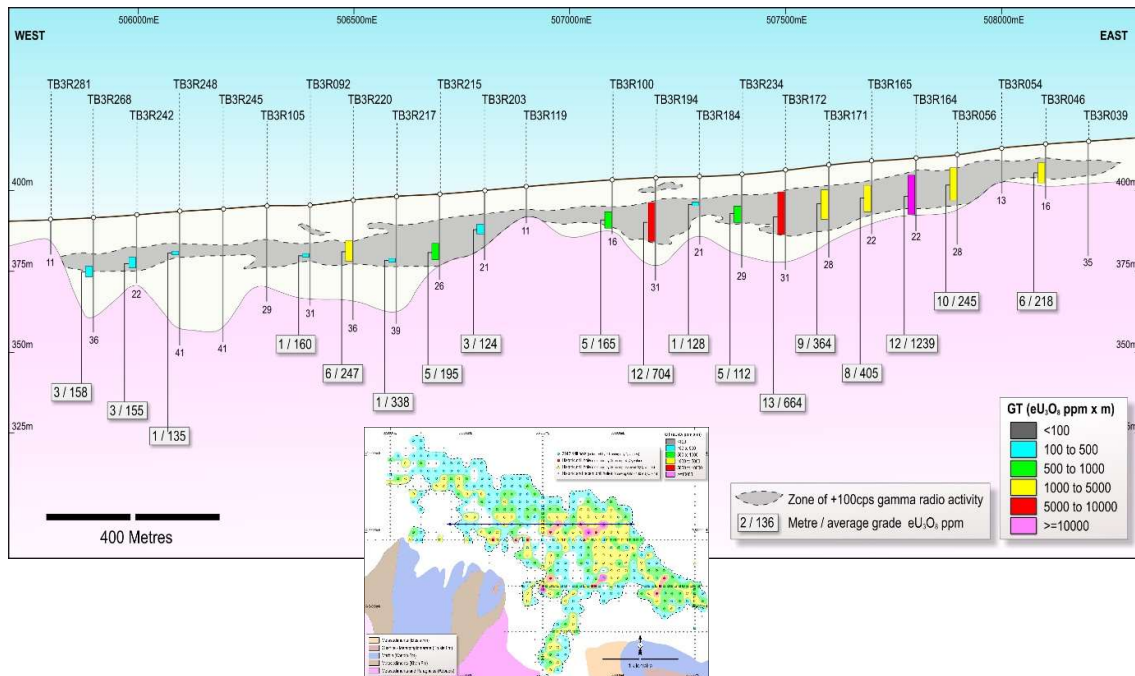 506000mE 506500mE 507000mE 507500mE 508000mE
WEST EAST
TB3R281 TB3R248 TB3R092 TB3R215 TB3R100 TB3R234 TB3R165 TB3R054
TB3R268 TB3R245 TB3R220 TB3R203 TB3R194 TB3R172 TB3R164 TB3R046
TB3R242 TB3R105 TB3R217 TB3R119 TB3R184 TB3R171 TB3R056 TB3R039
400m 400m
375m 375m
350m 350m
325m
11 36 22 41 41 29 31 36 39 26 21 11 16 31 21 29 31 28 22 22 28 13 16 35
3 / 158
3 / 155
1 / 135
1 / 160
6 / 247
1 / 338
5 / 195
3 / 124
5 / 165
12 / 704
1 / 128
5 / 112
13 / 664
9 / 364
8 / 405
12 / 1239
10 / 245
6 / 218
GT (eU₃O₈ ppm x m)
<100
100 to 500
500 to 1000
1000 to 5000
5000 to 10000
>=10000
Zone of +100cps gamma radio activity
2 / 136 Metre / average grade eU₃O₈ ppm
400 Metres